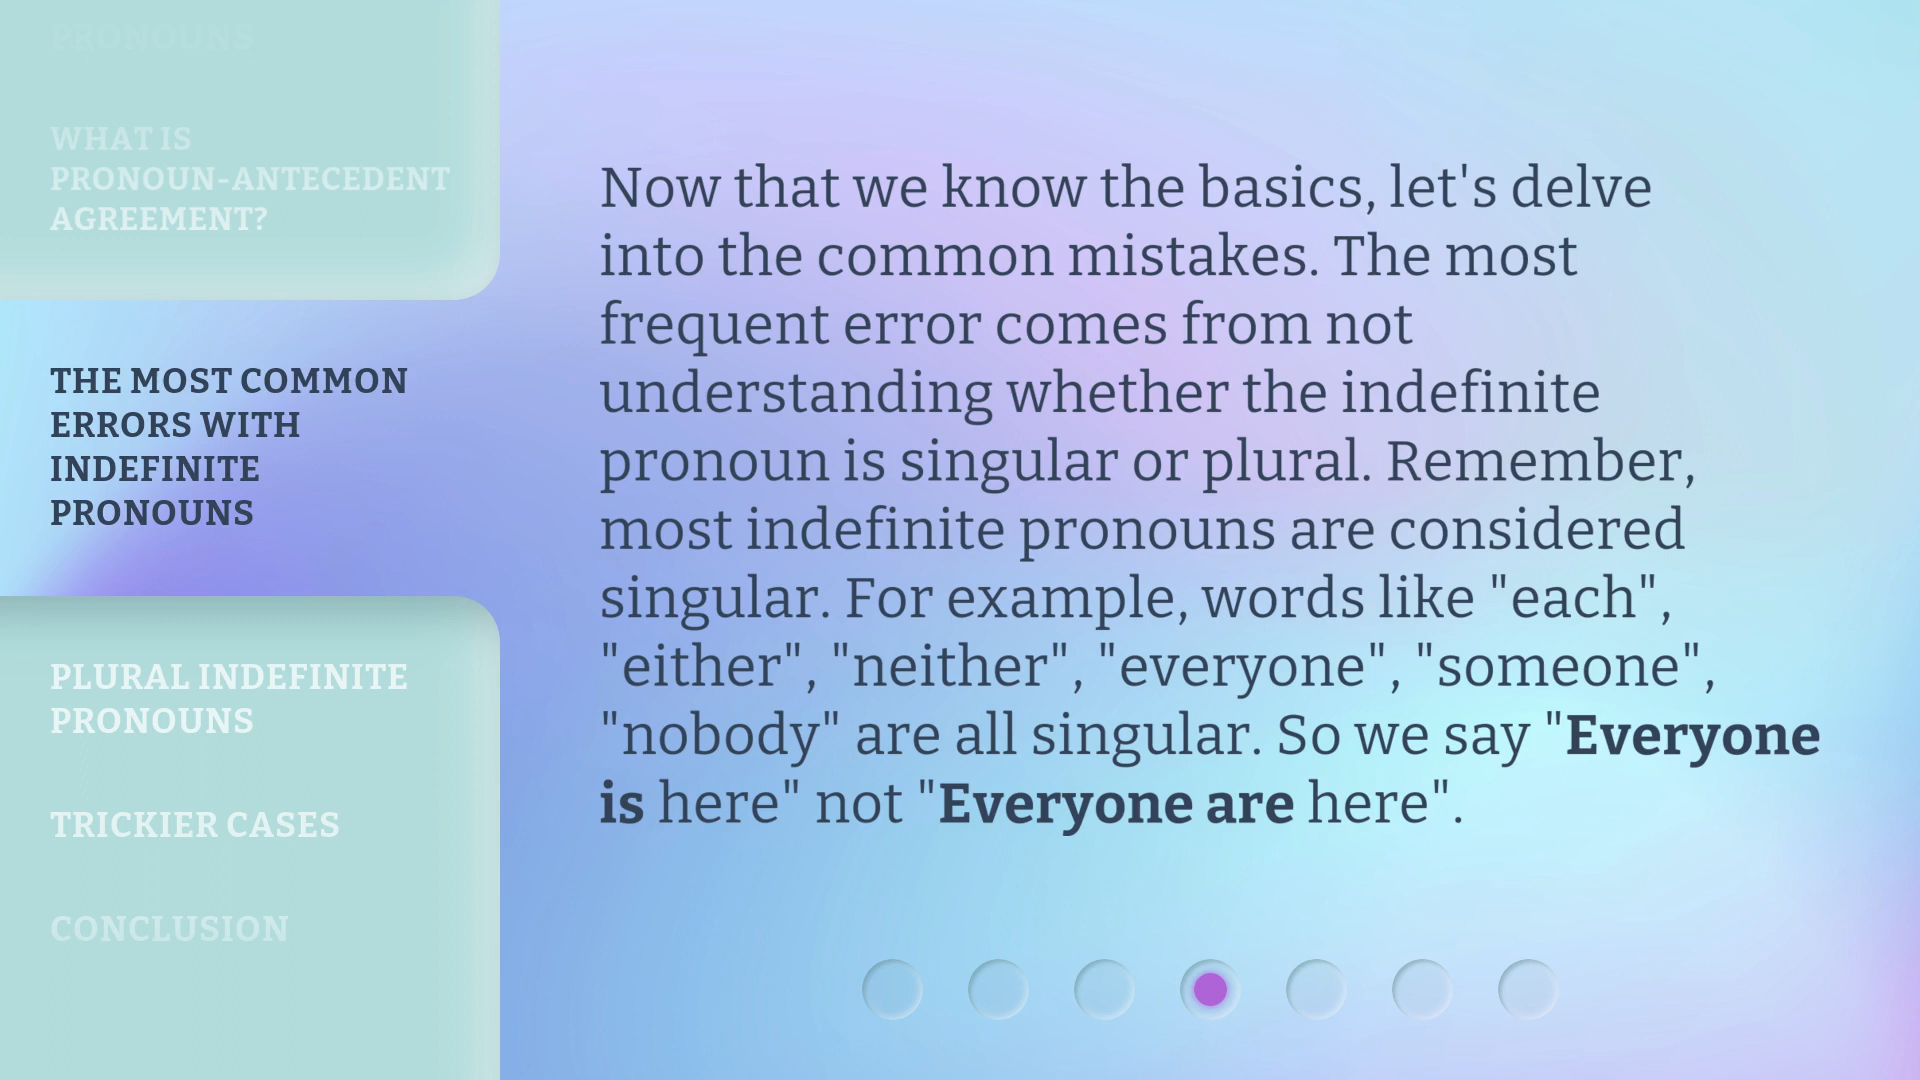 PRONOUNS
WHAT IS
PRONOUN-ANTECEDENT
AGREEMENT?
THE MOST COMMON
ERRORS WITH
INDEFINITE
PRONOUNS
PLURAL INDEFINITE
PRONOUNS
TRICKIER CASES
CONCLUSION
Now that we know the basics, let's delve
into the common mistakes. The most
frequent error comes from not
understanding whether the indefinite
pronoun is singular or plural. Remember,
most indefinite pronouns are considered
singular. For example, words like "each",
"either", "neither", "everyone", "someone",
"nobody" are all singular. So we say "Everyone
is here" not "Everyone are here".